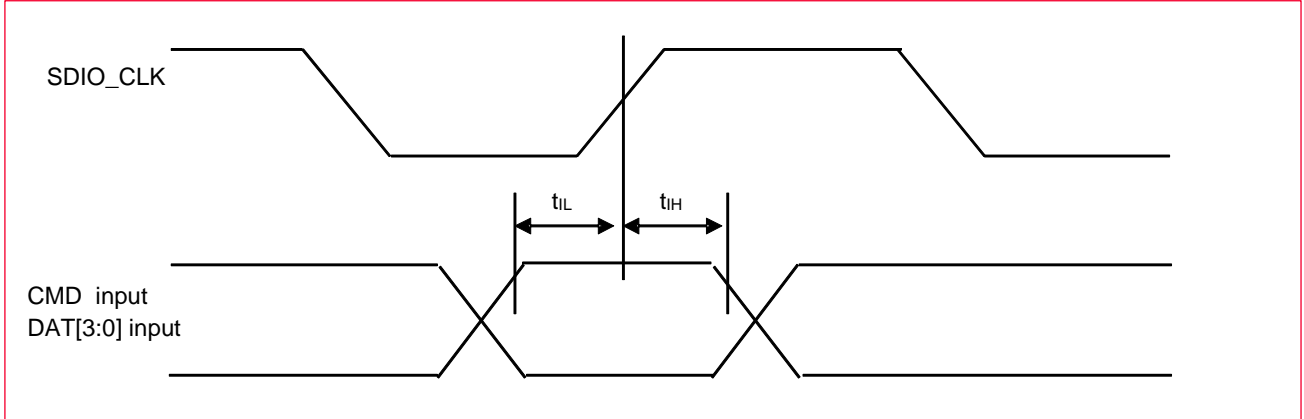 SDIO_CLK
tIL
tIH
CMD input
DAT[3:0] input